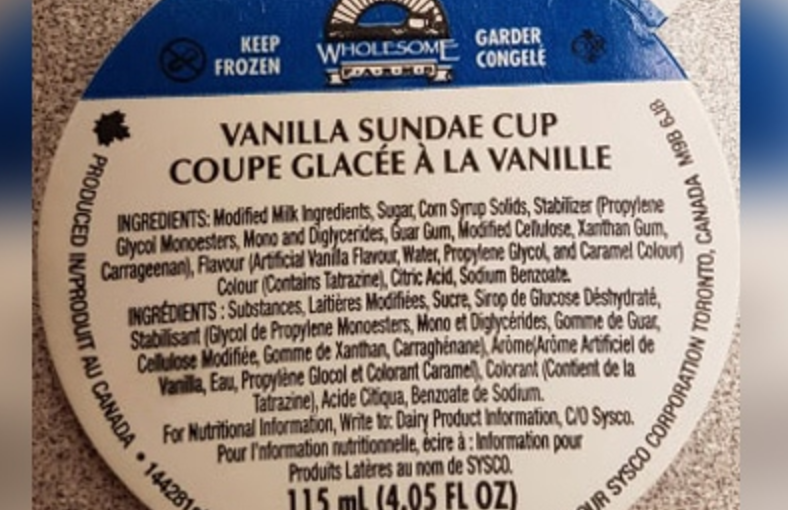 KEEP FROZEN
WHOLESOME
GARDER CONGELÉ
VANILLA SUNDAE CUP
COUPE GLACÉE À LA VANILLE
INGREDIENTS: Modified Milk Ingredients, Sugar, Corn Syrup Solids, Stabilizer (Propylene
Glycol Monoesters, Mono and Diglycerides, Guar Gum, Modified Cellulose, Xanthan Gum,
Carrageenan), Flavour (Artificial Vanilla Flavour, Water, Propylene Glycol, and Caramel Colour)
Colour (Contains Tatrazine), Citric Acid, Sodium Benzoate.
INGRÉDIENTS : Substances, Laitières Modifiées, Sucre, Sirop de Glucose Déshydraté,
Stabilisant (Glycol de Propylene Monoesters, Mono et Diglycérides, Gomme de Guar,
Cellulose Modifiée, Gomme de Xanthan, Carraghénane), Arôme(Arôme Artificiel de
Vanilla, Eau, Propylène Glocol et Colorant Caramel), Colorant (Contient de la
Tatrazine), Acide Citiqua, Benzoate de Sodium.
For Nutritional Information, Write to: Dairy Product Information, C/O Sysco.
Pour l'information nutritionnelle, écire à : Information pour
Produits Latères au nom de SYSCO.
115 mL (4.05 FL OZ)
PRODUCED IN/PRODUIT AU CANADA • 144281
SYSCO CORPORATION TORONTO, CANADA M9B 6J8